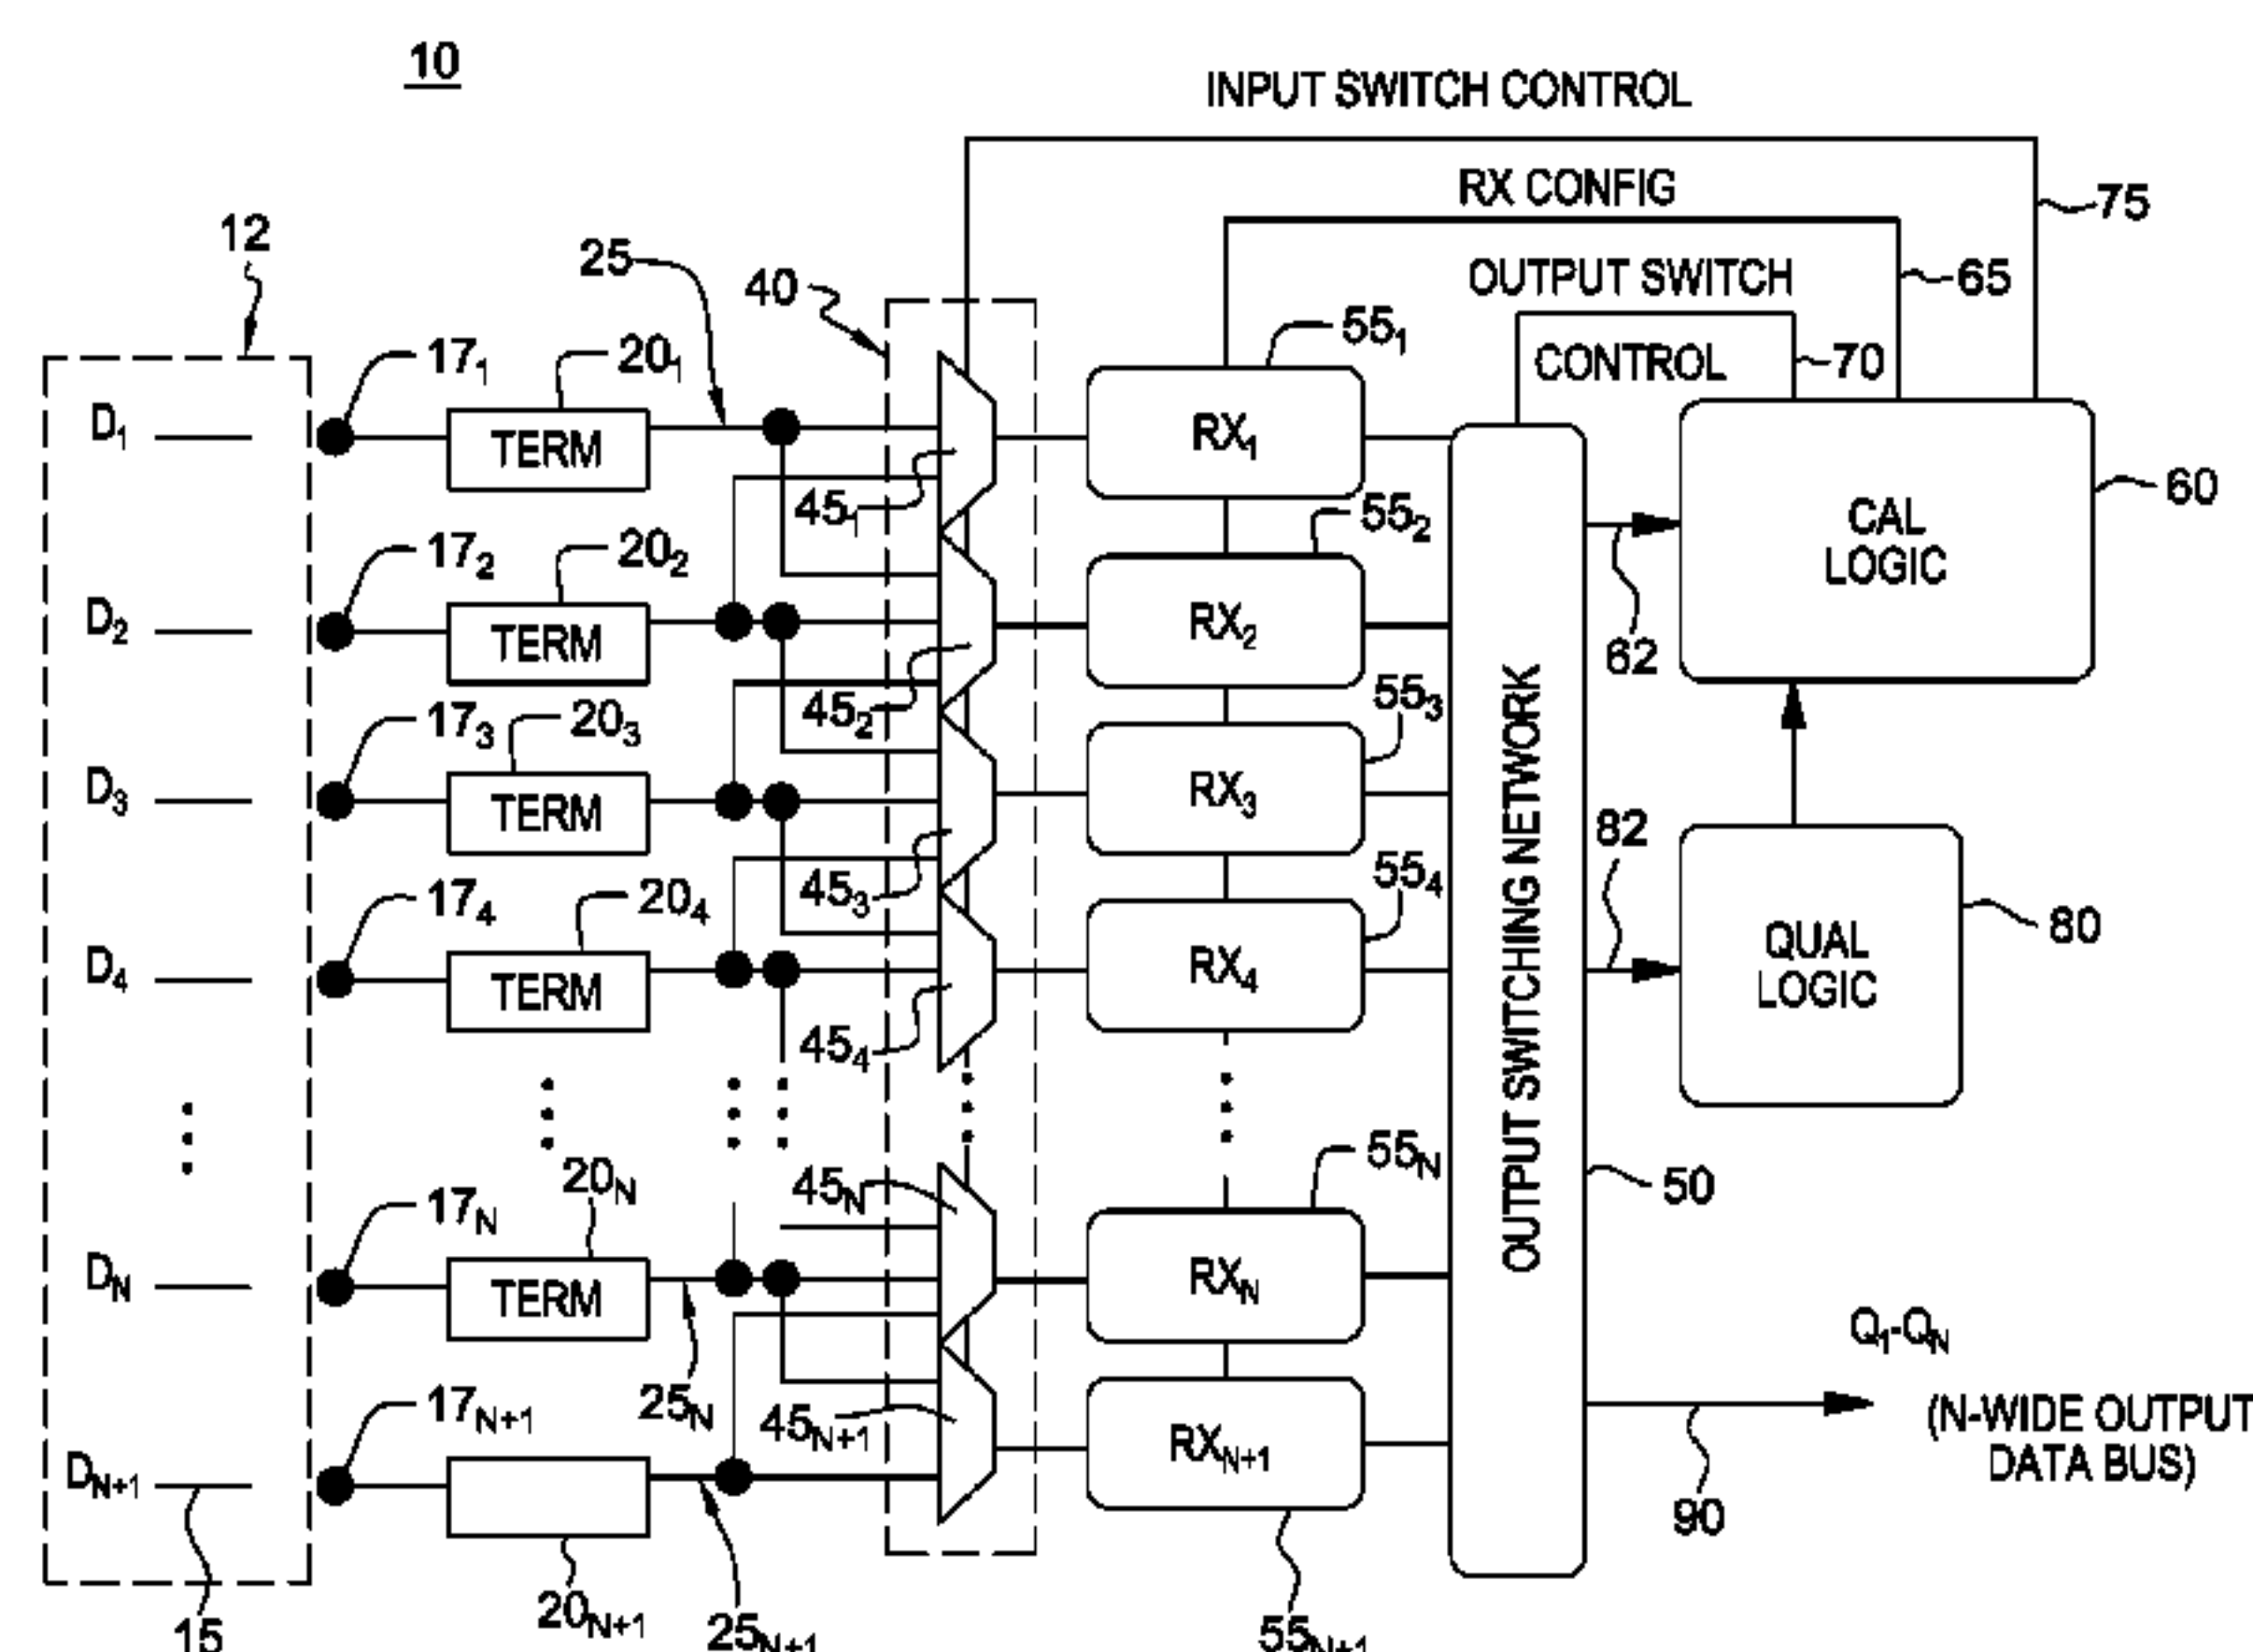 10
INPUT SWITCH CONTROL
RX CONFIG
75
12
25
40
OUTPUT SWITCH
65
55₁
17₁
20₁
CONTROL
70
D₁
TERM
RX₁
45₁
60
CAL
LOGIC
55₂
17₂
20₂
D₂
TERM
RX₂
62
45₂
55₃
17₃
20₃
D₃
TERM
RX₃
82
45₃
55₄
17₄
20₄
D₄
TERM
RX₄
45₄
OUTPUT SWITCHING NETWORK
QUAL
LOGIC
80
20N
45N
55N
50
17N
DN
TERM
RXN
Q₁-QN
25N
17N+1
45N+1
(N-WIDE OUTPUT
DATA BUS)
DN+1
RXN+1
90
15
20N+1
25N+1
55N+1